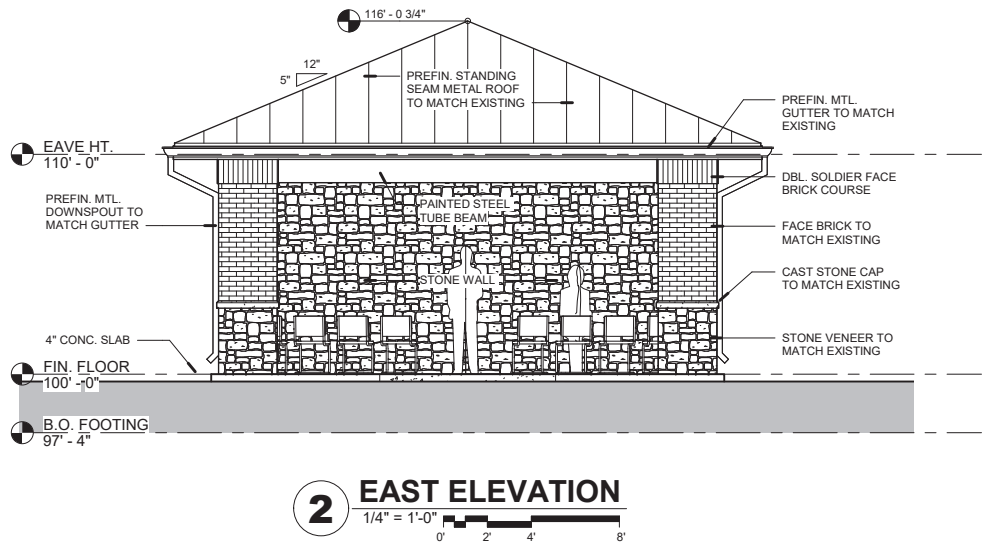 116' - 0 3/4"
12"
5"
PREFIN. STANDING
SEAM METAL ROOF
TO MATCH EXISTING
PREFIN. MTL.
GUTTER TO MATCH
EXISTING
EAVE HT.
110' - 0"
DBL. SOLDIER FACE
BRICK COURSE
PREFIN. MTL.
DOWNSPOUT TO
MATCH GUTTER
PAINTED STEEL
TUBE BEAM
FACE BRICK TO
MATCH EXISTING
STONE WALL
CAST STONE CAP
TO MATCH EXISTING
4" CONC. SLAB
STONE VENEER TO
MATCH EXISTING
FIN. FLOOR
100' - 0"
B.O. FOOTING
97' - 4"
2
EAST ELEVATION
1/4" = 1'-0"
0' 2' 4' 8'